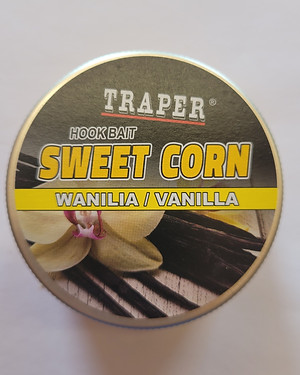 TRAPER®
HOOK BAIT
SWEET CORN
WANILIA / VANILLA